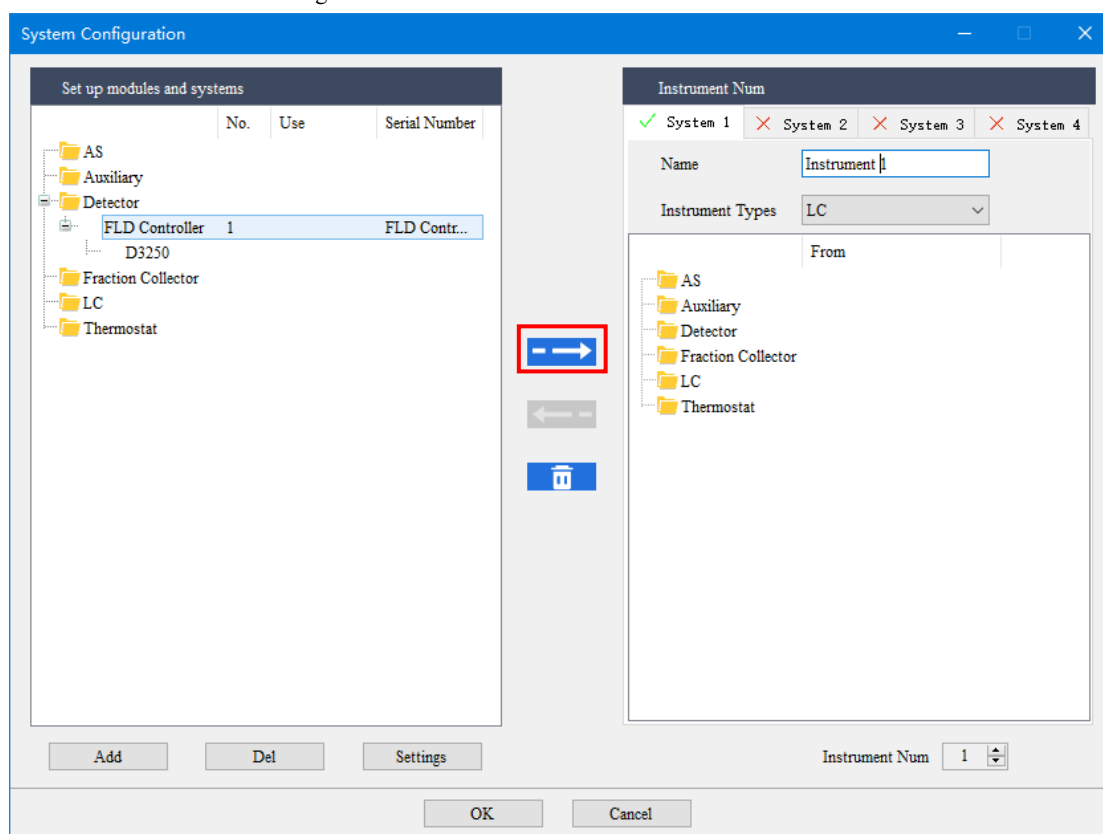 System Configuration
Set up modules and systems
No. Use Serial Number
AS
Auxiliary
Detector
FLD Controller 1 FLD Contr...
D3250
Fraction Collector
LC
Thermostat
Add Del Settings
Instrument Num
System 1 System 2 System 3 System 4
Name Instrument 1
Instrument Types LC
From
AS
Auxiliary
Detector
Fraction Collector
LC
Thermostat
Instrument Num 1
OK Cancel